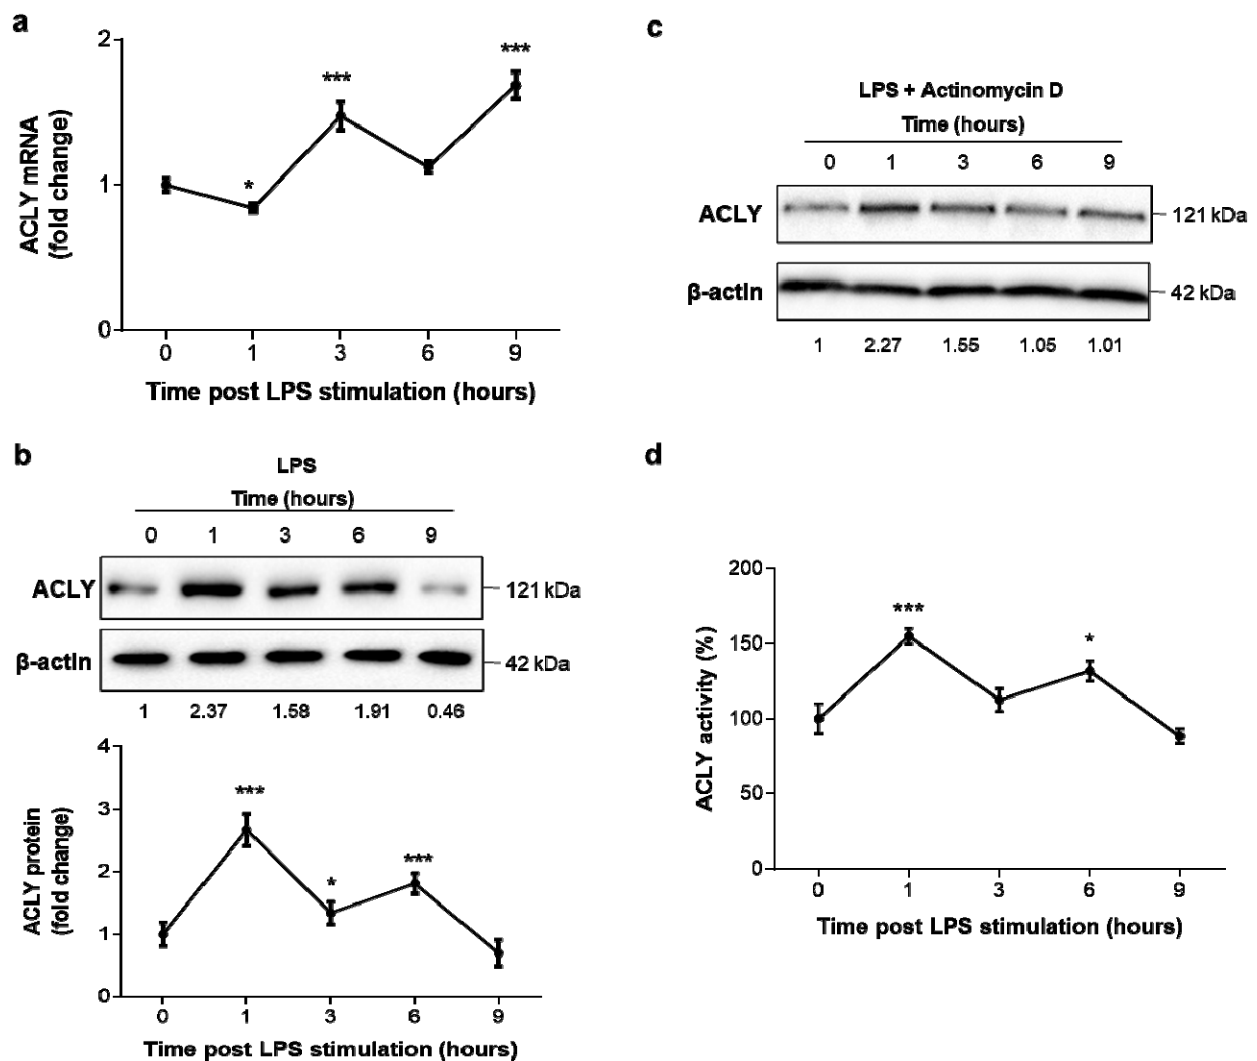 a
2
1
0
ACLY mRNA
(fold change)
*
***
***
0 1 3 6 9
Time post LPS stimulation (hours)
b
LPS
Time (hours)
0 1 3 6 9
ACLY 121 kDa
β-actin 42 kDa
1 2.37 1.58 1.91 0.46
4
3
2
1
0
ACLY protein
(fold change)
***
*
***
0 1 3 6 9
Time post LPS stimulation (hours)
c
LPS + Actinomycin D
Time (hours)
0 1 3 6 9
ACLY 121 kDa
β-actin 42 kDa
1 2.27 1.55 1.05 1.01
d
200
150
100
50
0
ACLY activity (%)
***
*
0 1 3 6 9
Time post LPS stimulation (hours)